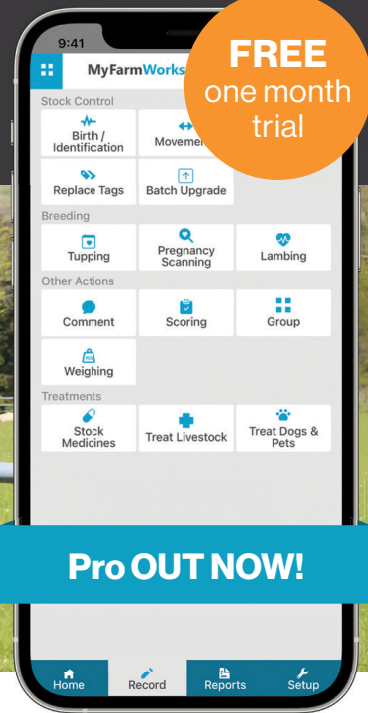 9:41
FREE
one month
trial
MyFarmWorks
Stock Control
Birth /
Identification
Replace Tags
Batch Upgrade
Breeding
Tupping
Pregnancy
Scanning
Lambing
Other Actions
Comment
Scoring
Group
KG
Weighing
Treatments
Stock
Medicines
Treat Livestock
Treat Dogs &
Pets
Pro OUT NOW!
Home
Record
Reports
Setup